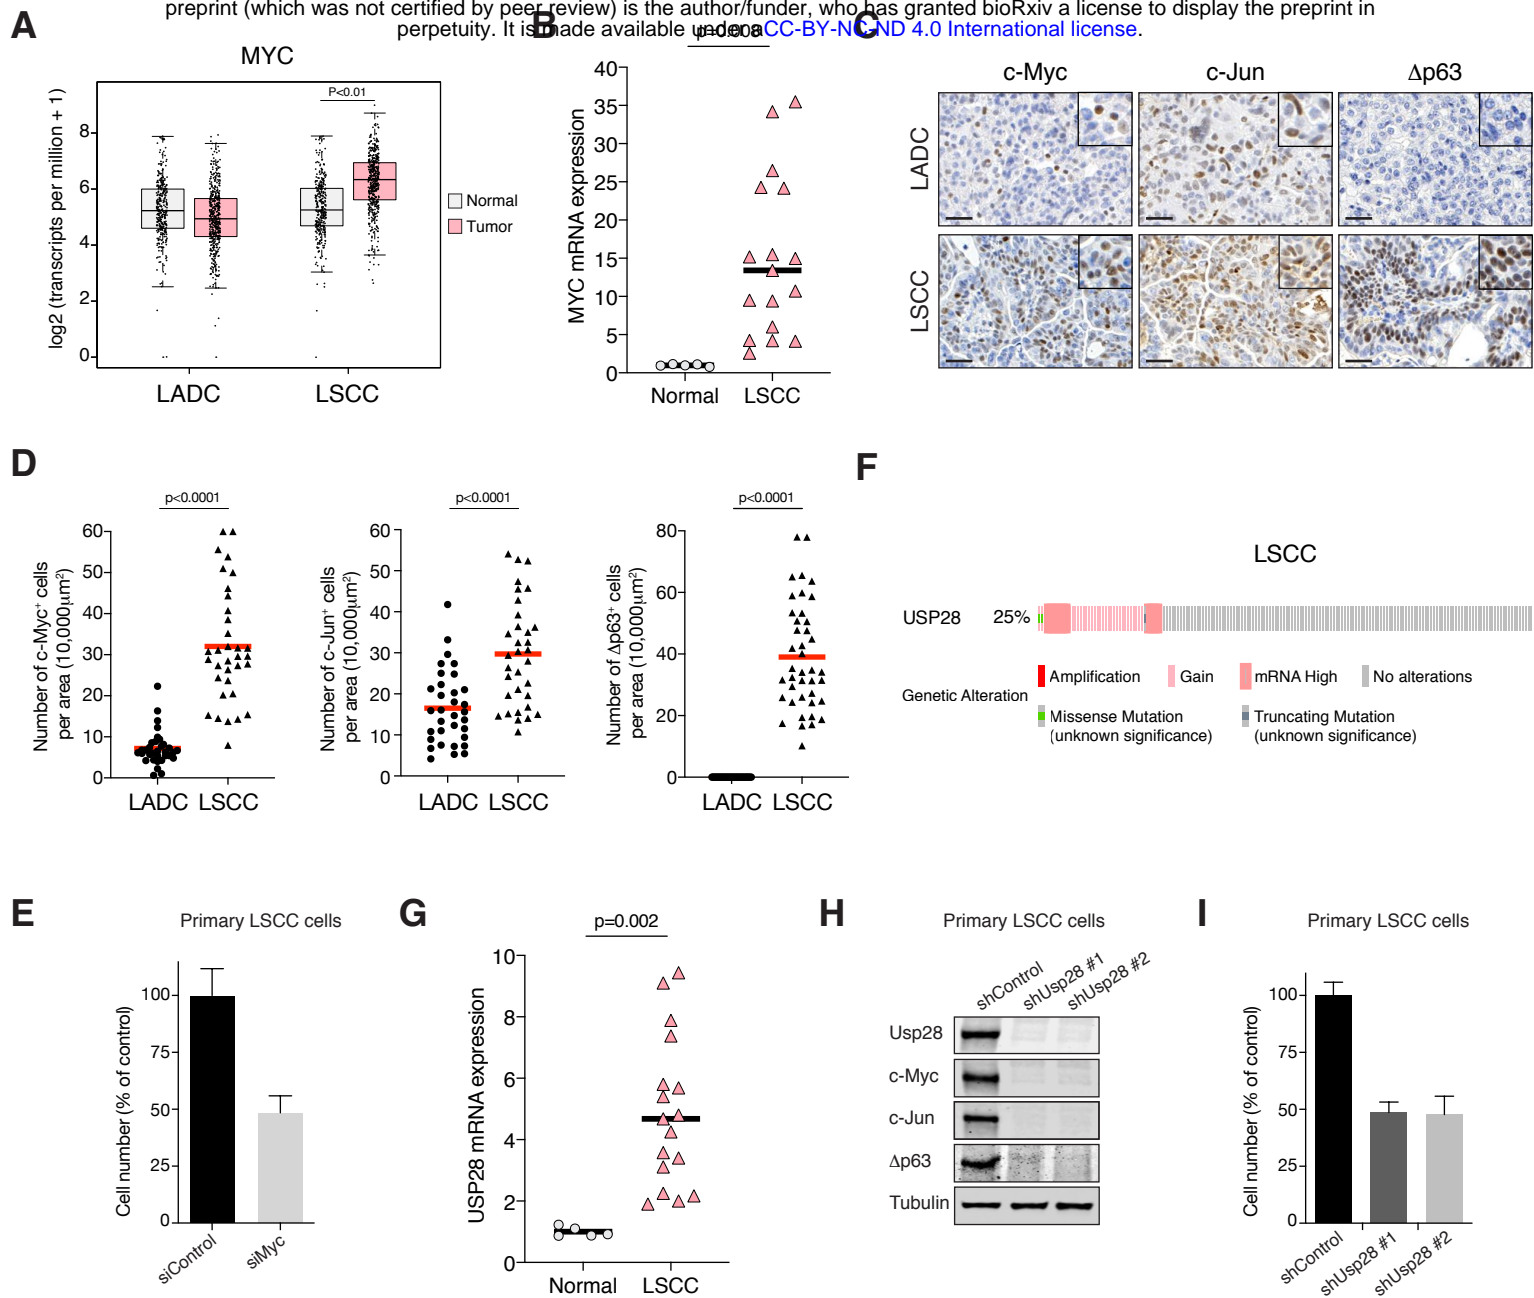 preprint (which was not certified by peer review) is the author/funder, who has granted bioRxiv a license to display the preprint in
perpetuity. It is made available under aCC-BY-NC-ND 4.0 International license.
A
MYC
log2 (transcripts per million + 1)
8
6
4
2
0
P<0.01
LADC
LSCC
Normal
Tumor
B
p=0.008
MYC mRNA expression
40
35
30
25
20
15
10
5
0
Normal
LSCC
C
c-Myc
c-Jun
Δp63
LADC
LSCC
D
p<0.0001
Number of c-Myc⁺ cells
per area (10,000µm²)
60
50
40
30
20
10
0
LADC LSCC
p<0.0001
Number of c-Jun⁺ cells
per area (10,000µm²)
60
50
40
30
20
10
0
LADC LSCC
p<0.0001
Number of Δp63⁺ cells
per area (10,000µm²)
80
60
40
20
0
LADC LSCC
F
LSCC
USP28 25%
Genetic Alteration
Amplification
Gain
mRNA High
No alterations
Missense Mutation
(unknown significance)
Truncating Mutation
(unknown significance)
E
Primary LSCC cells
Cell number (% of control)
100
75
50
25
0
siControl
siMyc
G
p=0.002
USP28 mRNA expression
10
8
6
4
2
0
Normal
LSCC
H
Primary LSCC cells
shControl
shUsp28 #1
shUsp28 #2
Usp28
c-Myc
c-Jun
Δp63
Tubulin
I
Primary LSCC cells
Cell number (% of control)
100
75
50
25
0
shControl
shUsp28 #1
shUsp28 #2